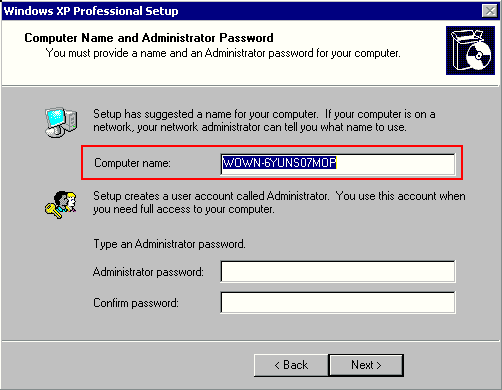 Windows XP Professional Setup
Computer Name and Administrator Password
You must provide a name and an Administrator password for your computer.
Setup has suggested a name for your computer. If your computer is on a
network, your network administrator can tell you what name to use.
Computer name: WOWN-6YUNS07MOP
Setup creates a user account called Administrator. You use this account when
you need full access to your computer.
Type an Administrator password.
Administrator password:
Confirm password:
< Back Next >